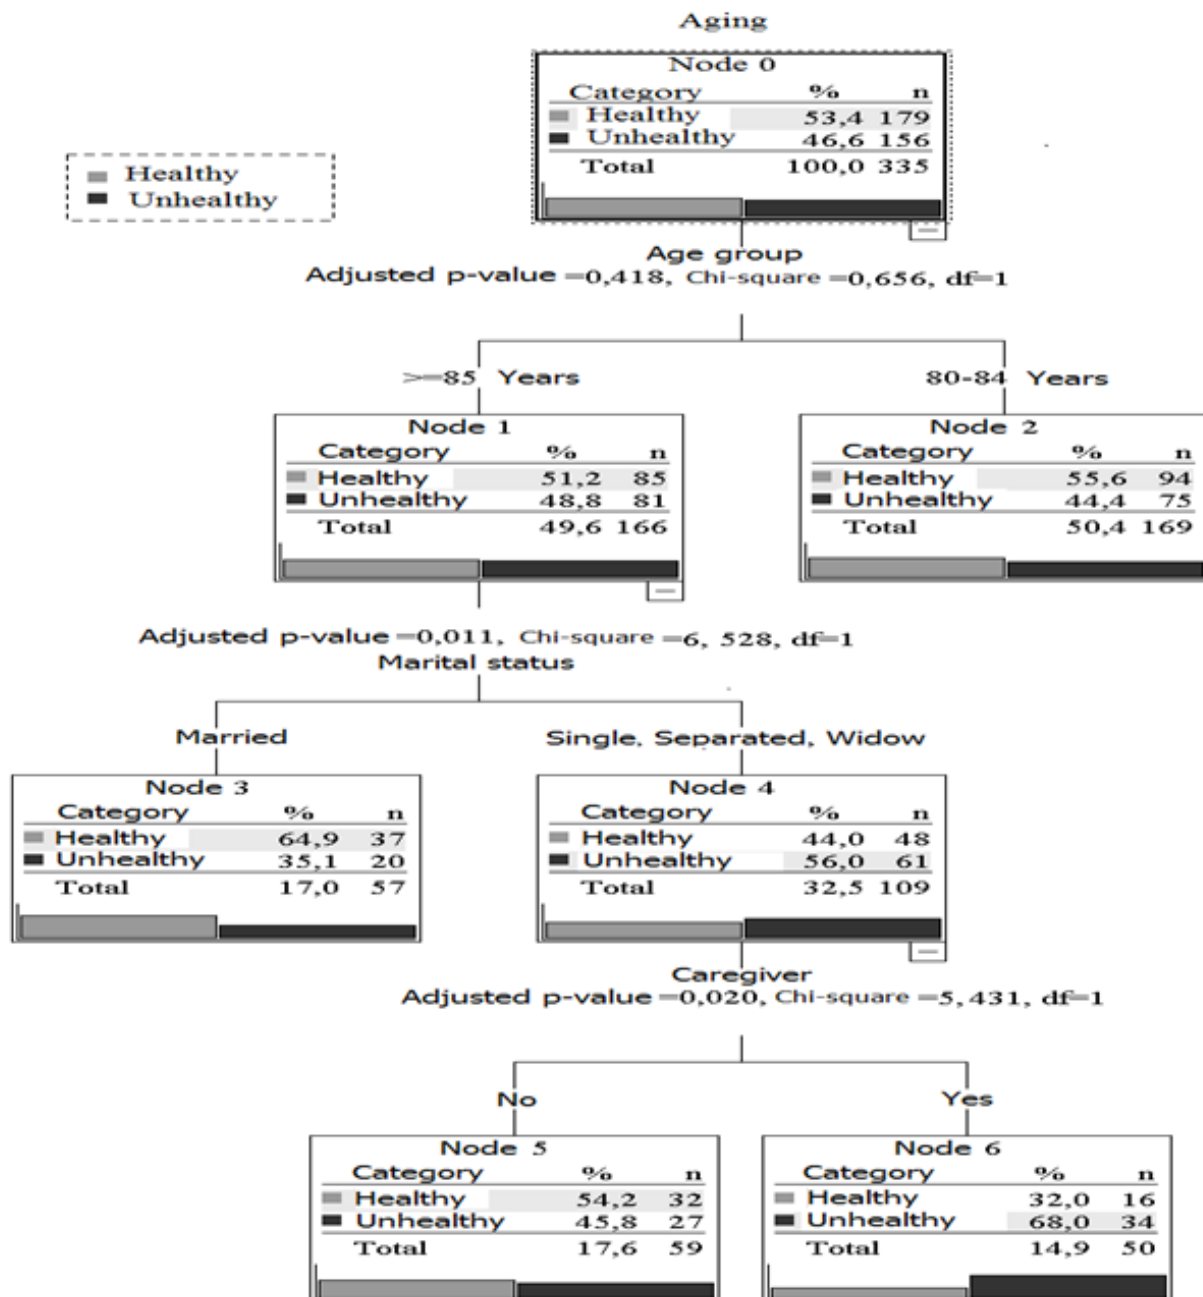 Aging
Node 0
Category % n
Healthy 53,4 179
Unhealthy 46,6 156
Total 100,0 335
Healthy
Unhealthy
Age group
Adjusted p-value =0,418, Chi-square =0,656, df=1
>=85 Years
80-84 Years
Node 1
Category % n
Healthy 51,2 85
Unhealthy 48,8 81
Total 49,6 166
Node 2
Category % n
Healthy 55,6 94
Unhealthy 44,4 75
Total 50,4 169
Adjusted p-value =0,011, Chi-square =6, 528, df=1
Marital status
Married
Single, Separated, Widow
Node 3
Category % n
Healthy 64,9 37
Unhealthy 35,1 20
Total 17,0 57
Node 4
Category % n
Healthy 44,0 48
Unhealthy 56,0 61
Total 32,5 109
Caregiver
Adjusted p-value =0,020, Chi-square =5,431, df=1
No
Yes
Node 5
Category % n
Healthy 54,2 32
Unhealthy 45,8 27
Total 17,6 59
Node 6
Category % n
Healthy 32,0 16
Unhealthy 68,0 34
Total 14,9 50